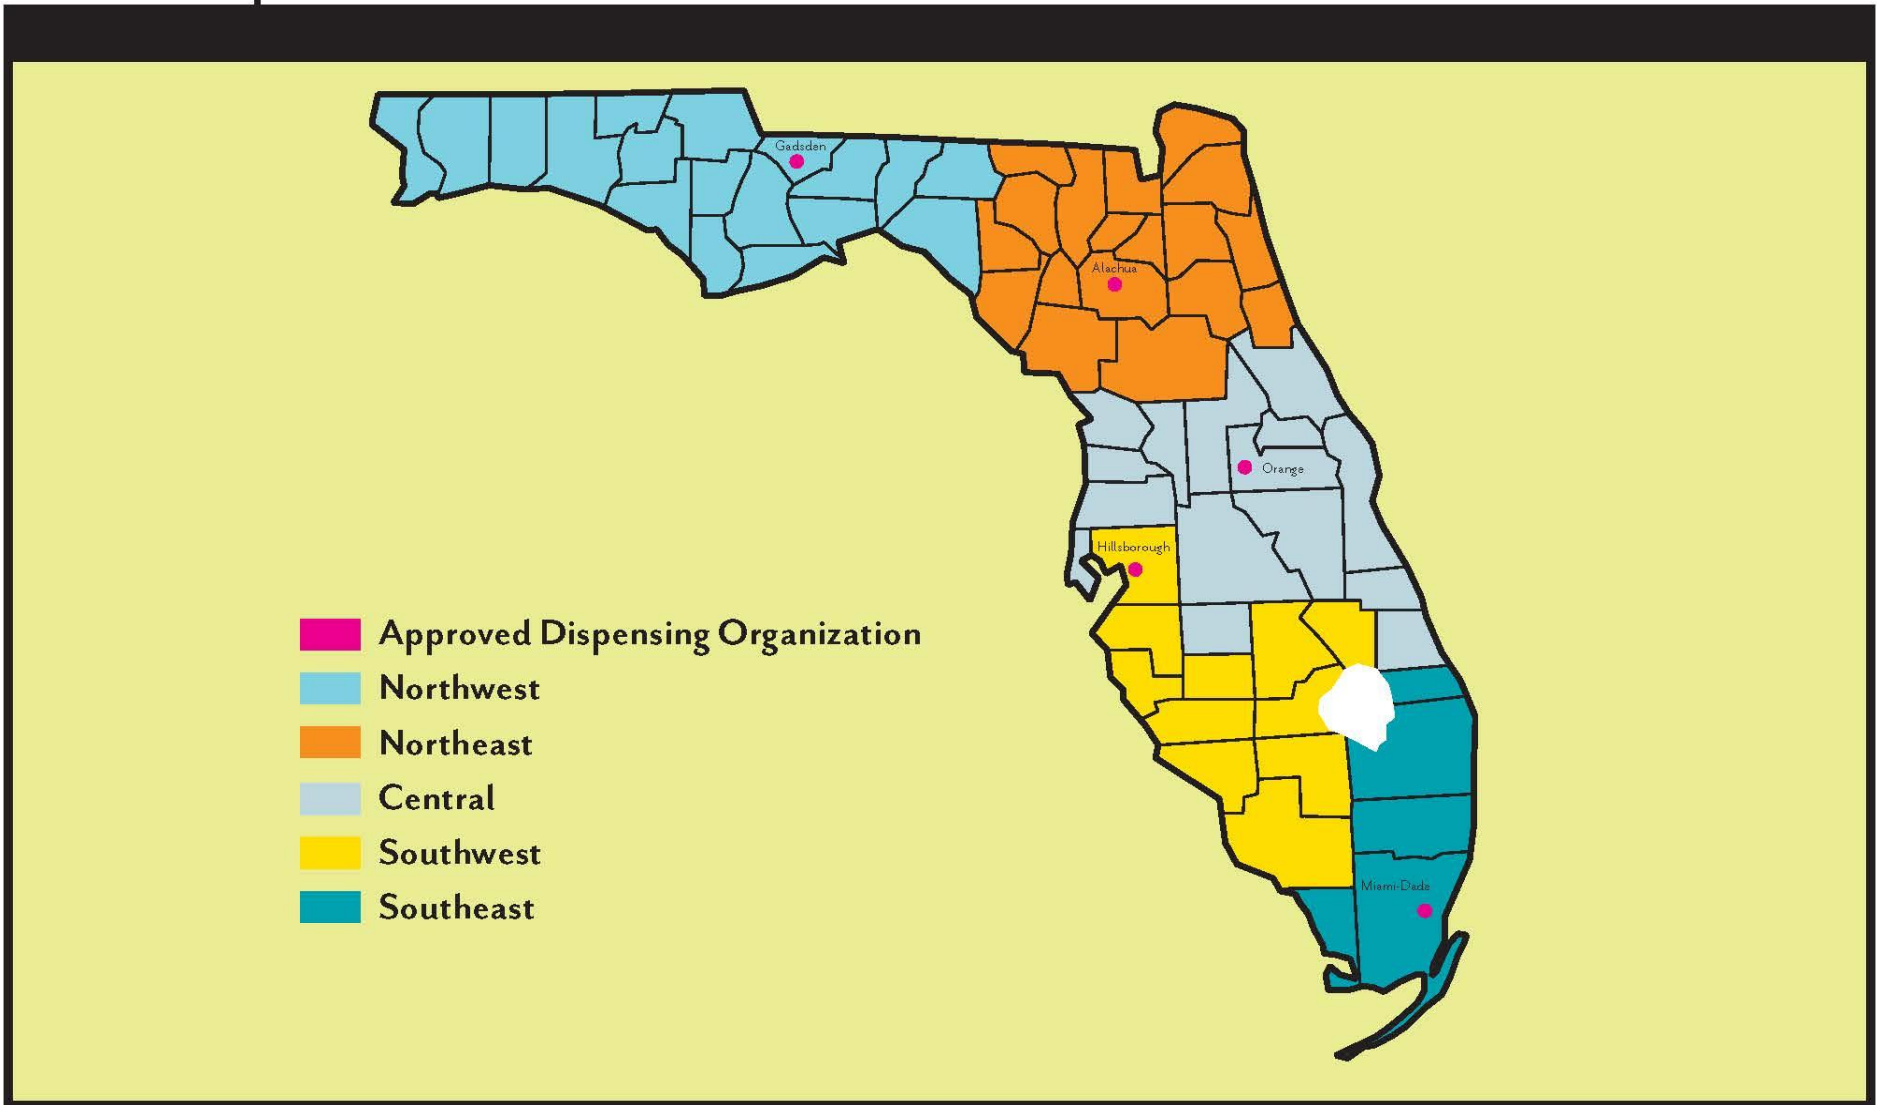 Gadsden
Alachua
Orange
Hillsborough
Approved Dispensing Organization
Northwest
Northeast
Central
Southwest
Southeast
Miami-Dade